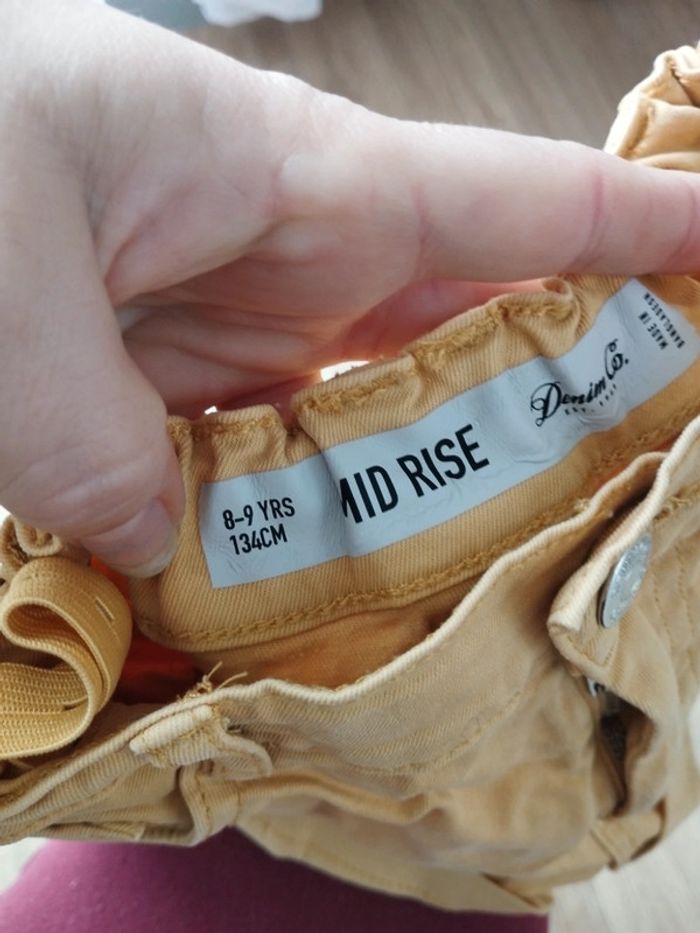 8-9 YRS
134CM
MID RISE
Denim Co.
MADE IN
BANGLADESH